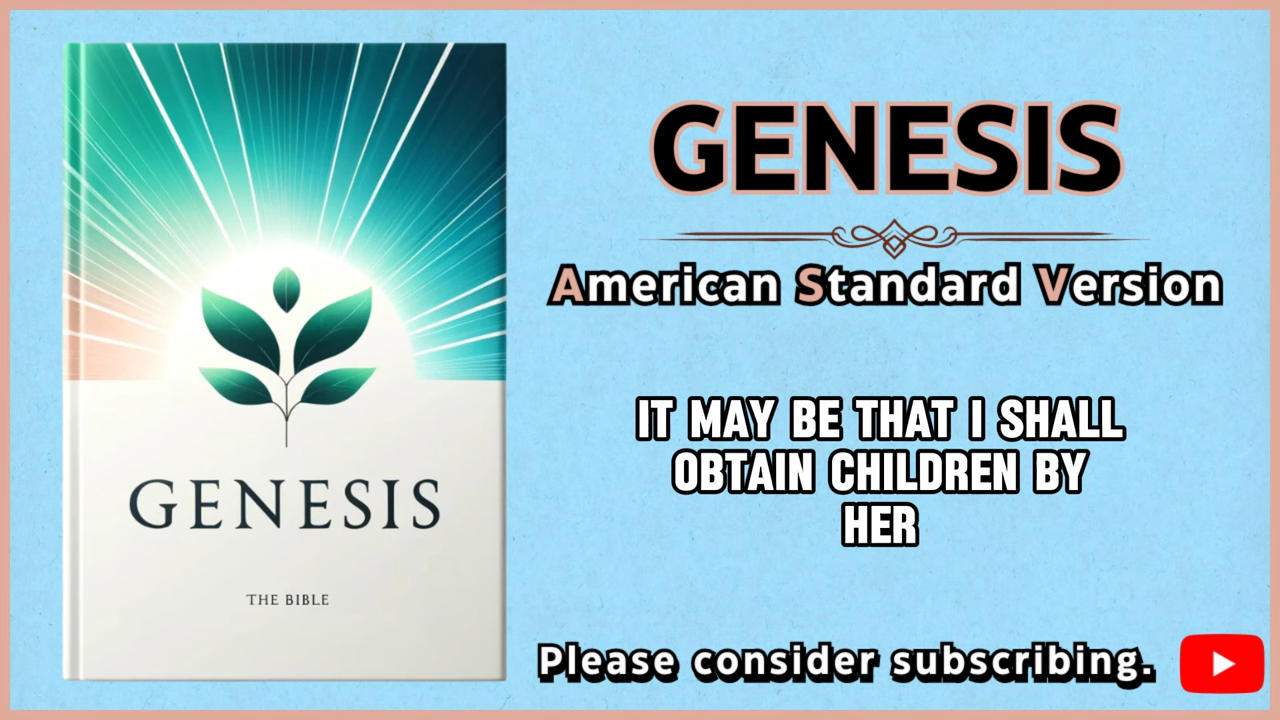 GENESIS
THE BIBLE
GENESIS
American Standard Version
IT MAY BE THAT I SHALL
OBTAIN CHILDREN BY
HER
Please consider subscribing.